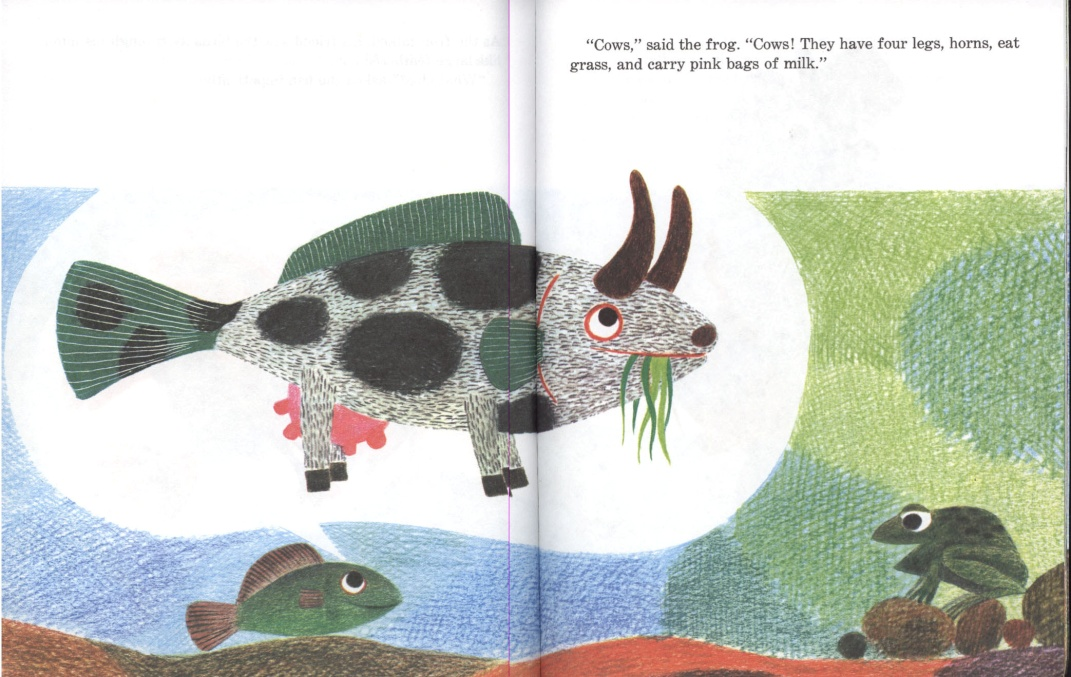 “Cows,” said the frog. “Cows! They have four legs, horns, eat
grass, and carry pink bags of milk.”